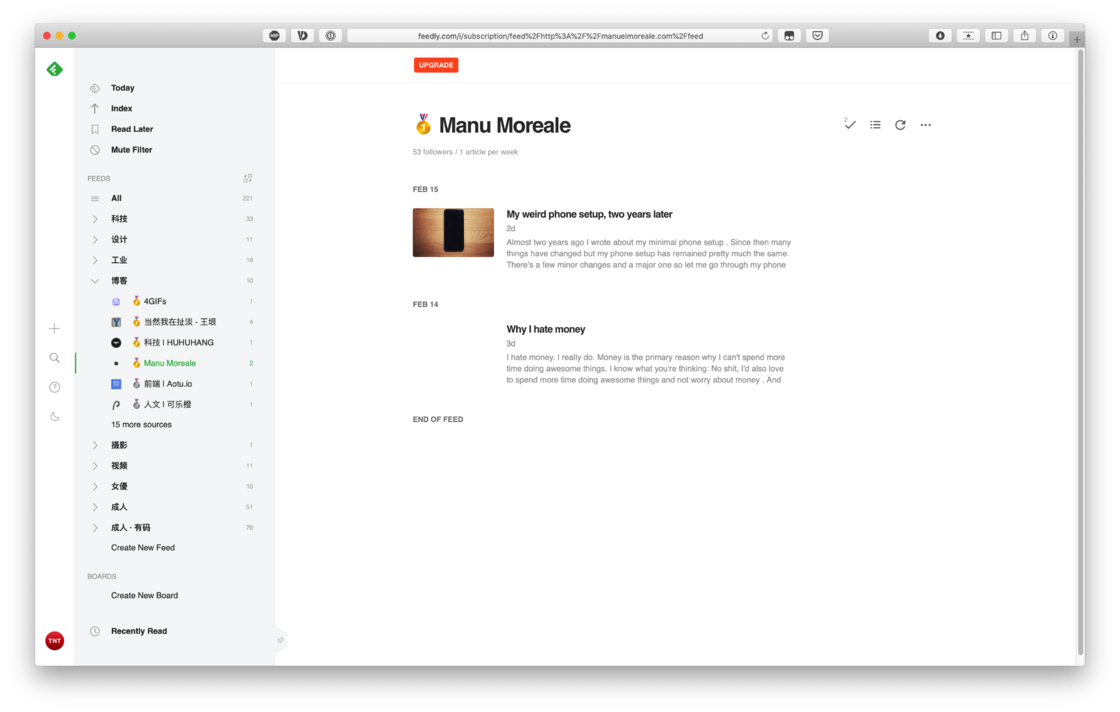 feedly.com/i/subscription/feed%2Fhttp%3A%2F%2Fmanuelmoreale.com%2Ffeed
Today
Index
Read Later
Mute Filter
FEEDS
All 221
科技 33
设计 11
工业 18
博客 10
4GIFs 1
当然我在扯淡 - 王垠 4
科技 | HUHUHANG 1
Manu Moreale 2
前端 | Aotu.io 1
人文 | 可乐橙 1
15 more sources
摄影 1
视频 11
女優 10
成人 51
成人 · 有码 76
Create New Feed
BOARDS
Create New Board
Recently Read
TNT
UPGRADE
Manu Moreale
2
53 followers / 1 article per week
FEB 15
My weird phone setup, two years later
2d
Almost two years ago I wrote about my minimal phone setup . Since then many
things have changed but my phone setup has remained pretty much the same.
There's a few minor changes and a major one so let me go through my phone
FEB 14
Why I hate money
3d
I hate money. I really do. Money is the primary reason why I can't spend more
time doing awesome things. I know what you're thinking: No shit, I'd also love
to spend more time doing awesome things and not worry about money . And
END OF FEED